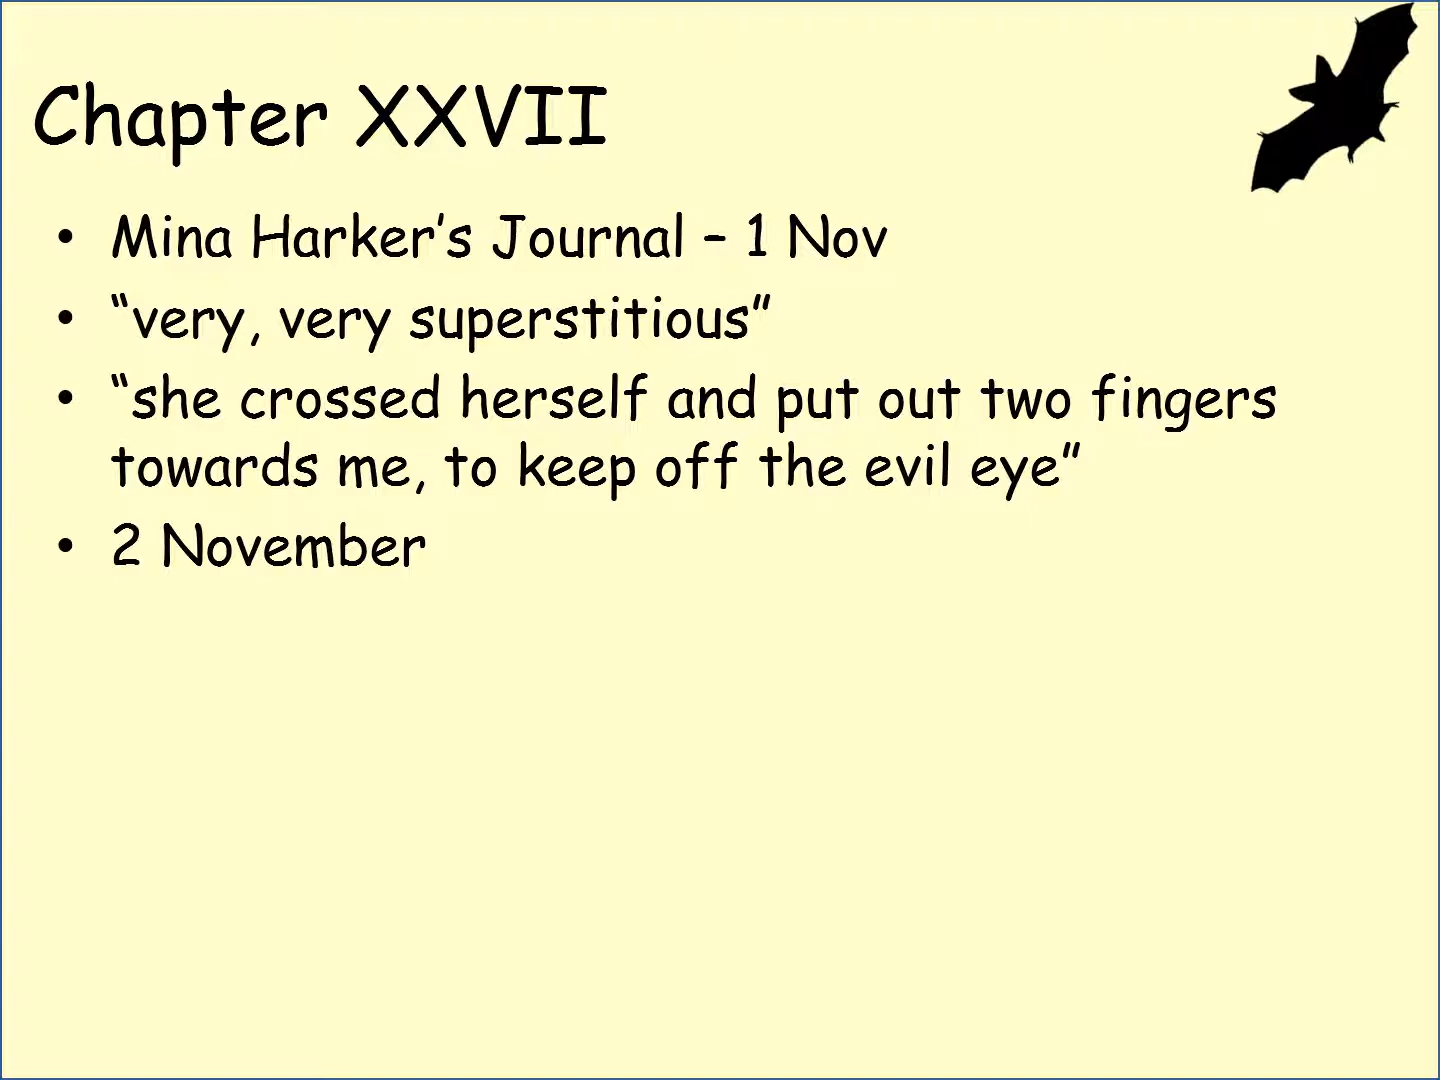 Chapter XXVII
• Mina Harker’s Journal – 1 Nov
• “very, very superstitious”
• “she crossed herself and put out two fingers
towards me, to keep off the evil eye”
• 2 November